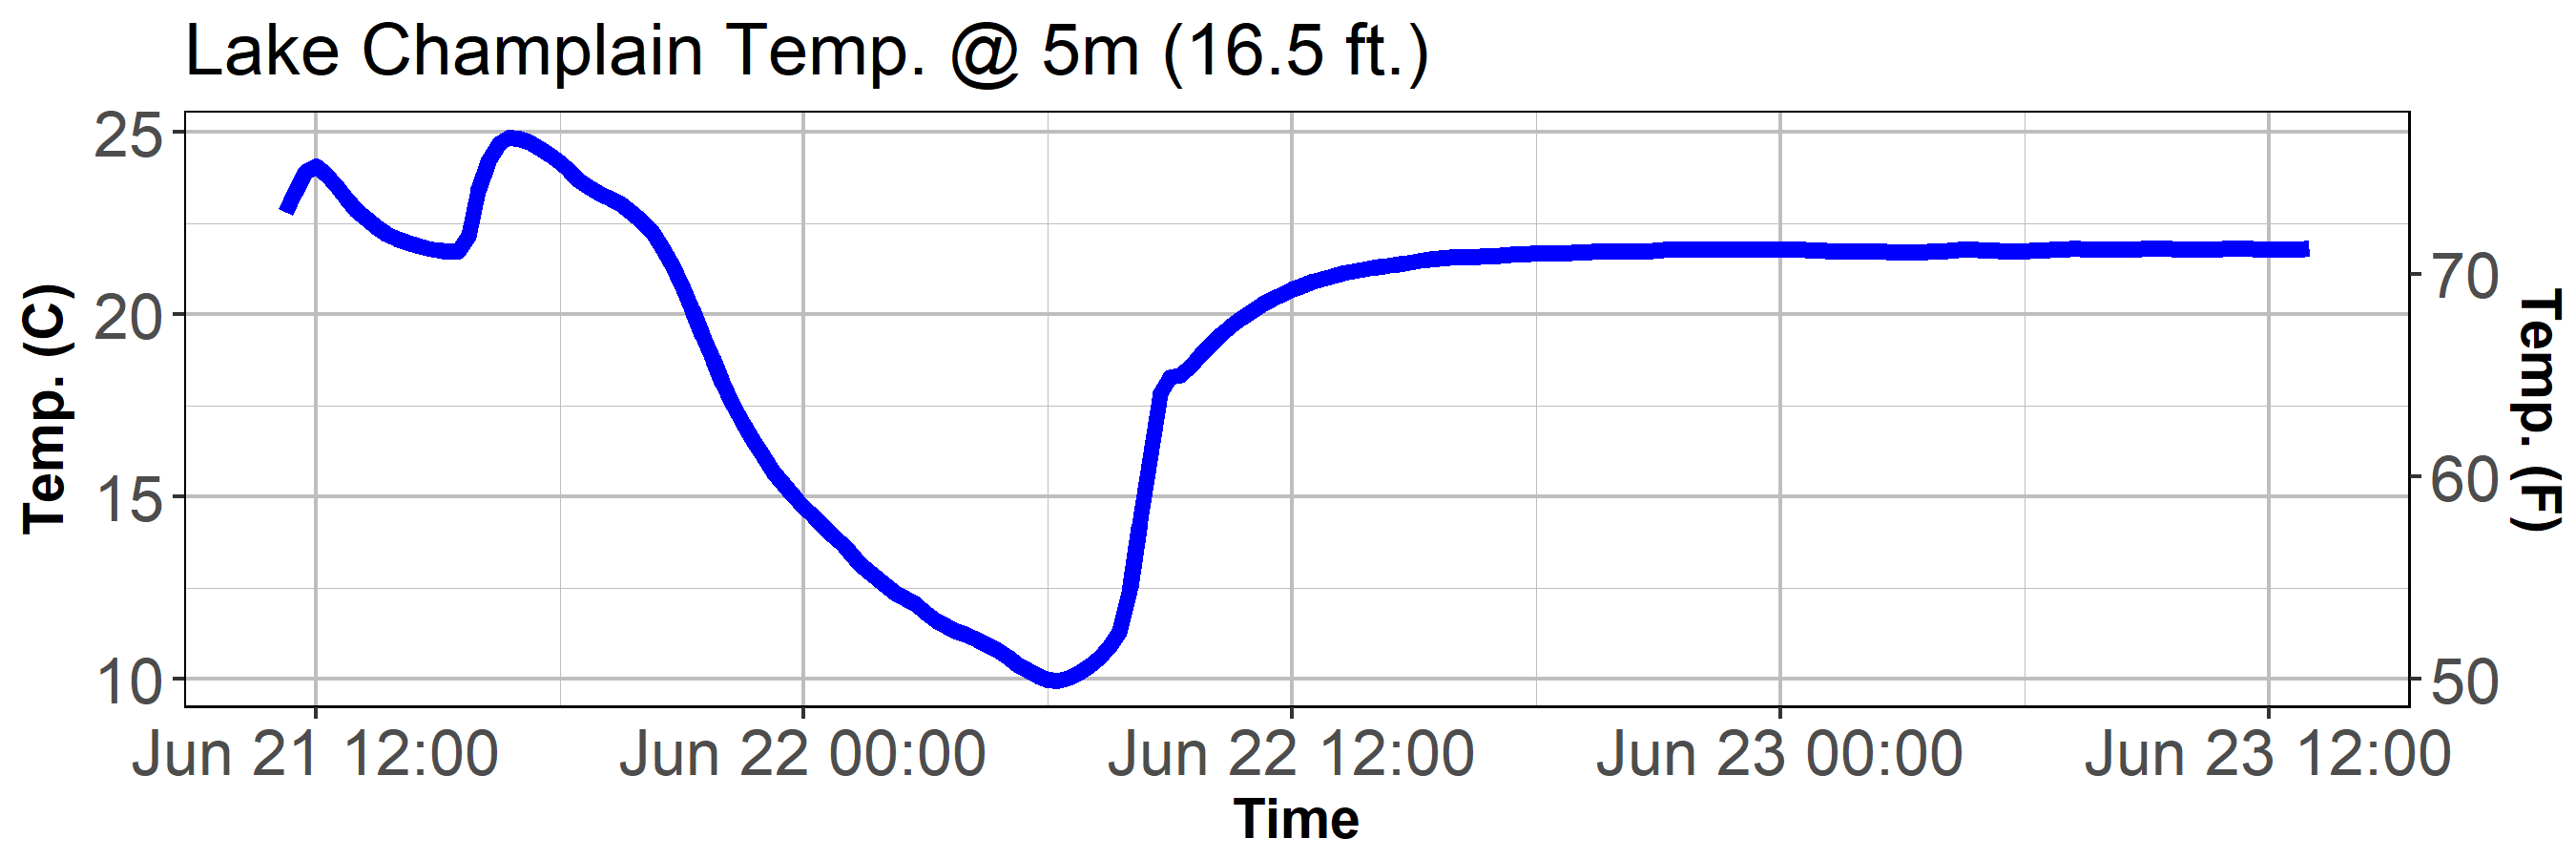 Lake Champlain Temp. @ 5m (16.5 ft.)
25
20
15
10
Temp. (C)
70
60
50
Temp. (F)
Jun 21 12:00
Jun 22 00:00
Jun 22 12:00
Jun 23 00:00
Jun 23 12:00
Time